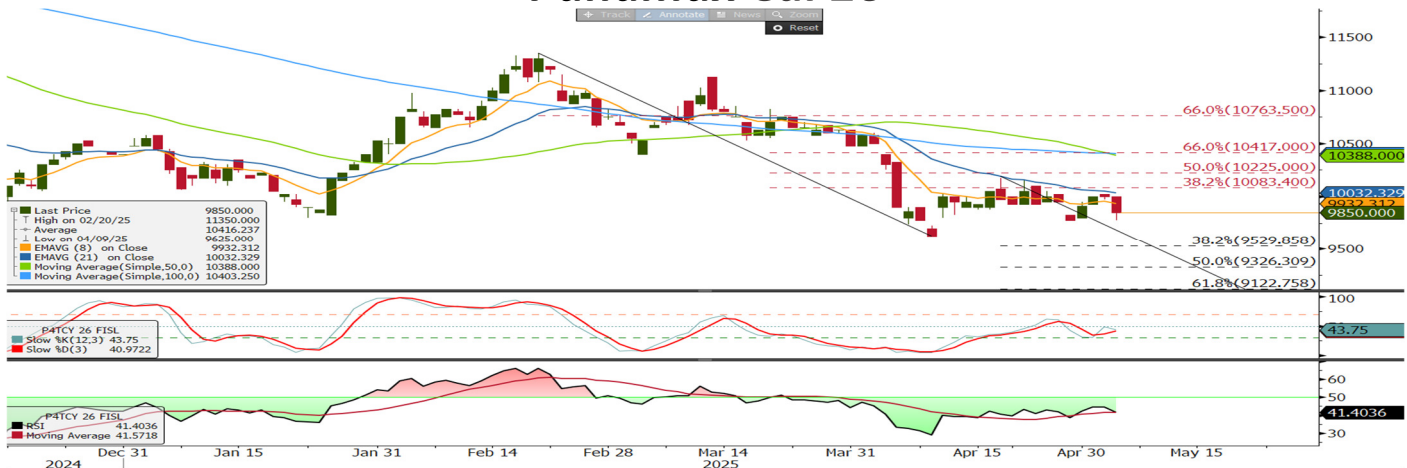 Track Annotate News Zoom
Reset
11500
11000
66.0%(10763.500)
10500
66.0%(10417.000)
10388.000
50.0%(10225.000)
38.2%(10083.400)
10032.329
9932.312
9850.000
Last Price 9850.000
High on 02/20/25 11350.000
Average 10416.237
Low on 04/09/25 9625.000
EMAVG (8) on Close 9932.312
EMAVG (21) on Close 10032.329
Moving Average(Simple,50,0) 10388.000
Moving Average(Simple,100,0) 10403.250
38.2%(9529.858)
9500
50.0%(9326.309)
61.8%(9122.758)
100
P4TCY 26 FISL
Slow %K(12,3) 43.75
Slow %D(3) 40.9722
43.75
60
50
P4TCY 26 FISL
RSI 41.4036
Moving Average 41.5718
41.4036
30
Dec 31 Jan 15 Jan 31 Feb 14 Feb 28 Mar 14 Mar 31 Apr 15 Apr 30 May 15
2024 2025